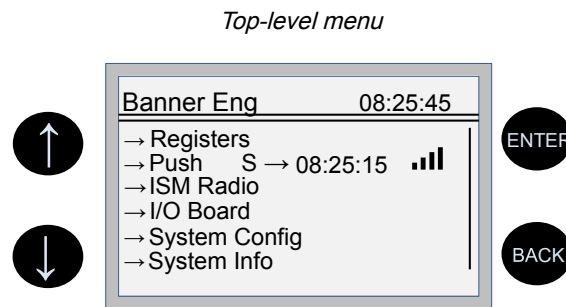 Top-level menu
Banner Eng 08:25:45
→ Registers
→ Push S → 08:25:15
→ ISM Radio
→ I/O Board
→ System Config
→ System Info
↑
↓
ENTER
BACK